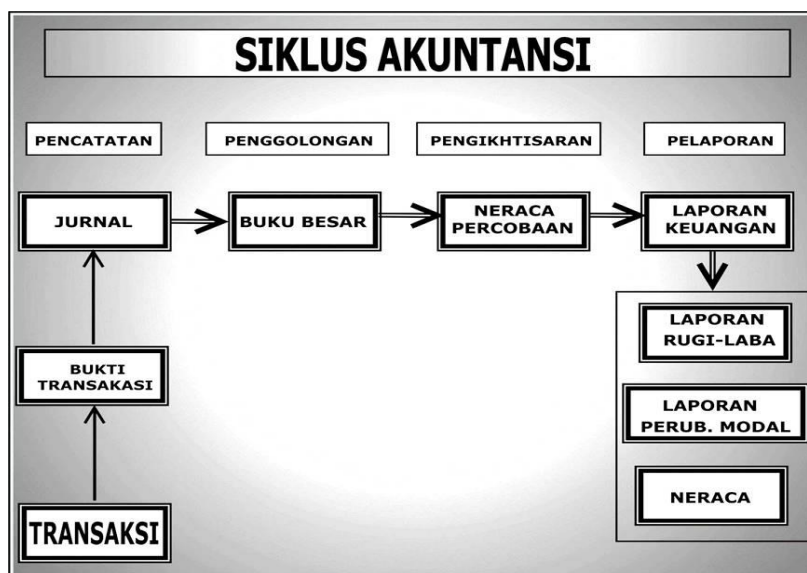 SIKLUS AKUNTANSI
PENCATATAN
PENGGOLONGAN
PENGIKHTISARAN
PELAPORAN
JURNAL
BUKU BESAR
NERACA
PERCOBAAN
LAPORAN
KEUANGAN
BUKTI
TRANSAKASI
TRANSAKSI
LAPORAN
RUGI-LABA
LAPORAN
PERUB. MODAL
NERACA